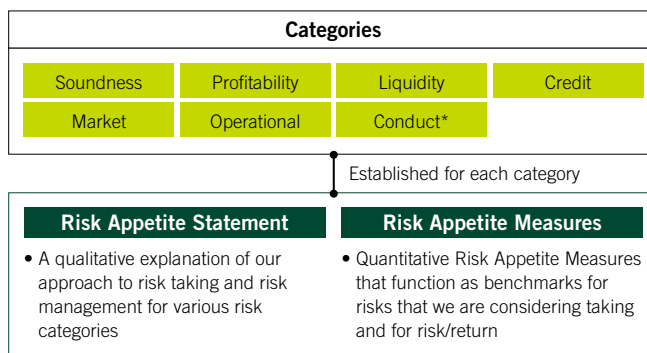 Categories
Soundness Profitability Liquidity Credit
Market Operational Conduct*
Established for each category
Risk Appetite Statement
• A qualitative explanation of our
approach to risk taking and risk
management for various risk
categories
Risk Appetite Measures
• Quantitative Risk Appetite Measures
that function as benchmarks for
risks that we are considering taking
and for risk/return